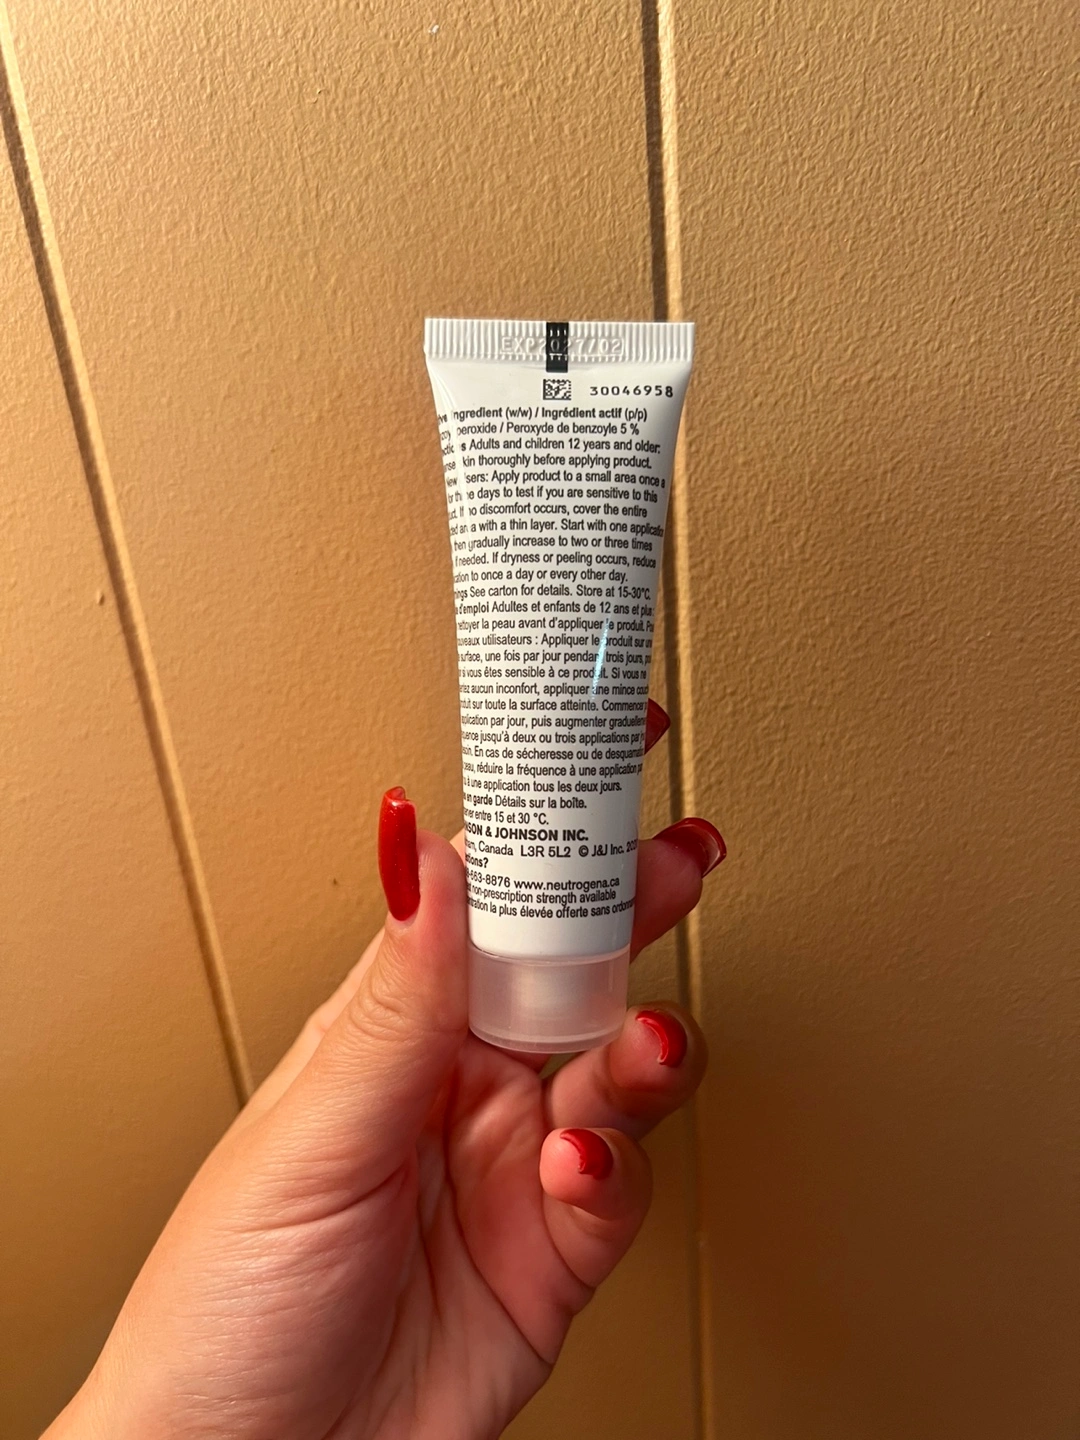 EXP2027/02
30046958
ingredient (w/w) / Ingrédient actif (p/p)
peroxide / Peroxyde de benzoyle 5 %
Adults and children 12 years and older:
thoroughly before applying product.
Apply product to a small area once a
days to test if you are sensitive to this
no discomfort occurs, cover the entire
a with a thin layer. Start with one
then gradually increase to two or three times
needed. If dryness or peeling occurs, reduce
to once a day or every other day.
See carton for details. Store at 15-30°C.
d'emploi Adultes et enfants de 12 ans et plus :
la peau avant d'appliquer le produit.
utilisateurs : Appliquer le produit sur
surface, une fois par jour pendant trois jours,
si vous êtes sensible à ce produit. Si vous ne
aucun inconfort, appliquer une mince
sur toute la surface atteinte. Commencer
par jour, puis augmenter
jusqu'à deux ou trois applications par
En cas de sécheresse ou de
réduire la fréquence à une application
à une application tous les deux jours.
en garde Détails sur la boîte.
entre 15 et 30 °C.
& JOHNSON INC.
Canada L3R 5L2 © J&J Inc.
663-8876 www.neutrogena.ca
non-prescription strength available
la plus élevée offerte sans